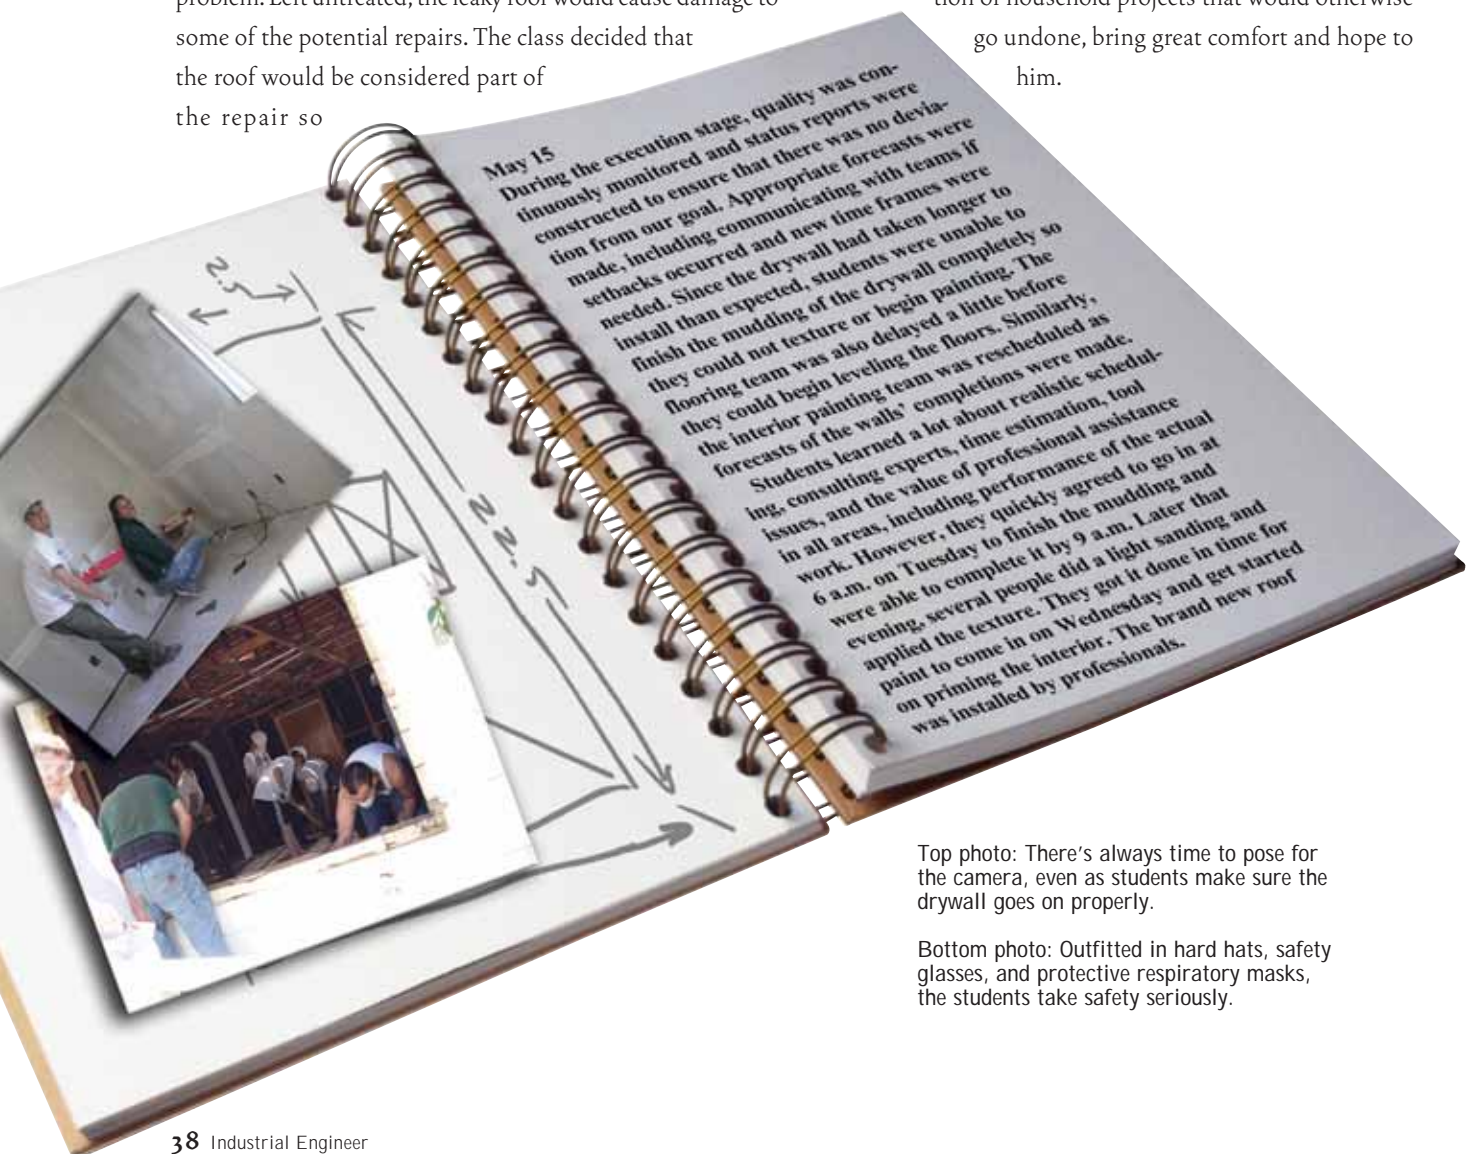 problem. Left untreated, the leaky roof would cause damage to
some of the potential repairs. The class decided that
the roof would be considered part of
the repair so
tion of household projects that would otherwise
go undone, bring great comfort and hope to
him.
May 15
During the execution stage, quality was con-
tinuously monitored and status reports were
constructed to ensure that there was no devia-
tion from our goal. Appropriate forecasts were
made, including communicating with teams if
setbacks occurred and new time frames were
needed. Since the drywall had taken longer to
install than expected, students were unable to
finish the mudding of the drywall completely so
they could not texture or begin painting. The
flooring team was also delayed a little before
they could begin leveling the floors. Similarly,
the interior painting team was rescheduled as
forecasts of the walls' completions were made.
Students learned a lot about realistic schedul-
ing, consulting experts, time estimation, tool
issues, and the value of professional assistance
in all areas, including performance of the actual
work. However, they quickly agreed to go in at
6 a.m. on Tuesday to finish the mudding and
were able to complete it by 9 a.m. Later that
evening, several people did a light sanding and
applied the texture. They got it done in time for
paint to come in on Wednesday and get started
on priming the interior. The brand new roof
was installed by professionals.
2.5
22.5
Top photo: There's always time to pose for
the camera, even as students make sure the
drywall goes on properly.
Bottom photo: Outfitted in hard hats, safety
glasses, and protective respiratory masks,
the students take safety seriously.
38 Industrial Engineer